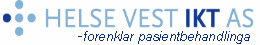 HELSE VEST IKT AS
-forenklar pasientbehandlinga